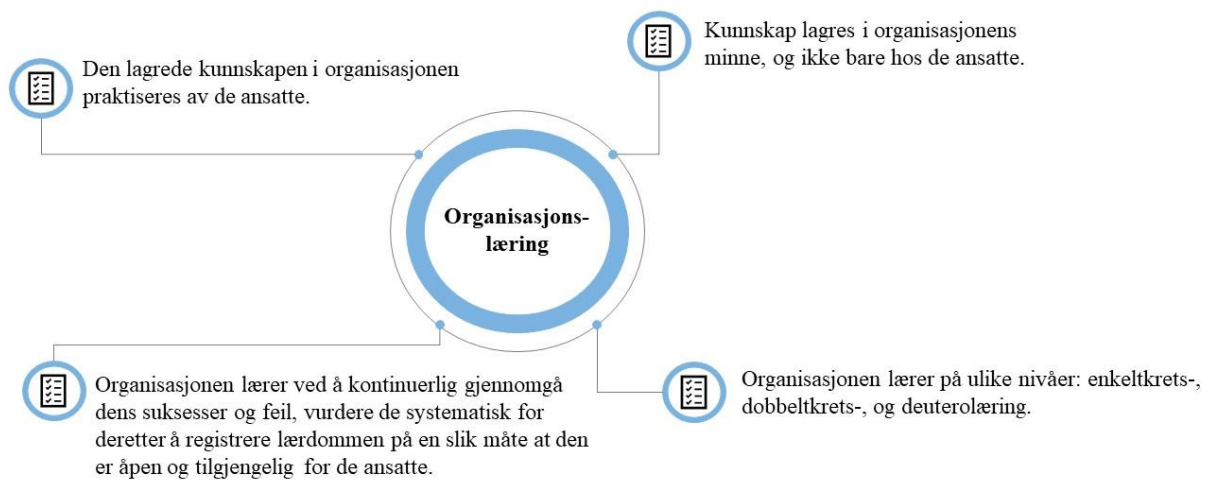 Den lagrede kunnskapen i organisasjonen
praktiseres av de ansatte.
Kunnskap lagres i organisasjonens
minne, og ikke bare hos de ansatte.
Organisasjons-
læring
Organisasjonen lærer ved å kontinuerlig gjennomgå
dens suksesser og feil, vurdere de systematisk for
deretter å registrere lærdommen på en slik måte at den
er åpen og tilgjengelig for de ansatte.
Organisasjonen lærer på ulike nivåer: enkeltkrets-,
dobbeltkrets-, og deuterolæring.